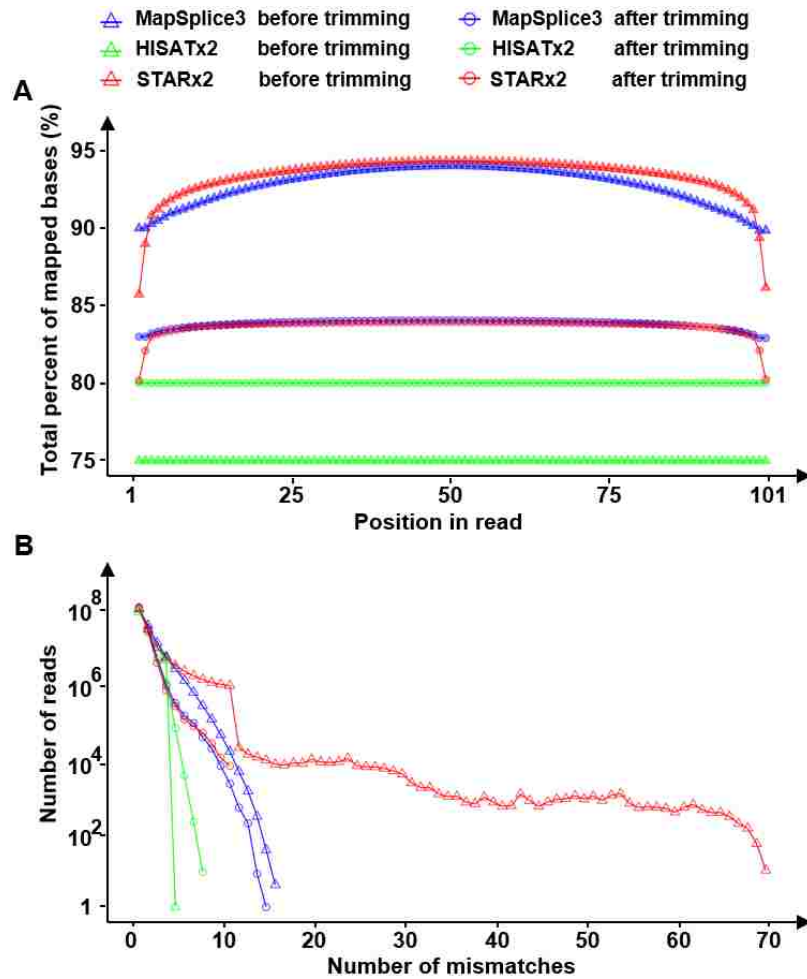 MapSplice3 before trimming MapSplice3 after trimming
HISATx2 before trimming HISATx2 after trimming
STARx2 before trimming STARx2 after trimming
A
Total percent of mapped bases (%)
95
90
85
80
75
1 25 50 75 101
Position in read
B
Number of reads
10^8
10^6
10^4
10^2
1
0 10 20 30 40 50 60 70
Number of mismatches